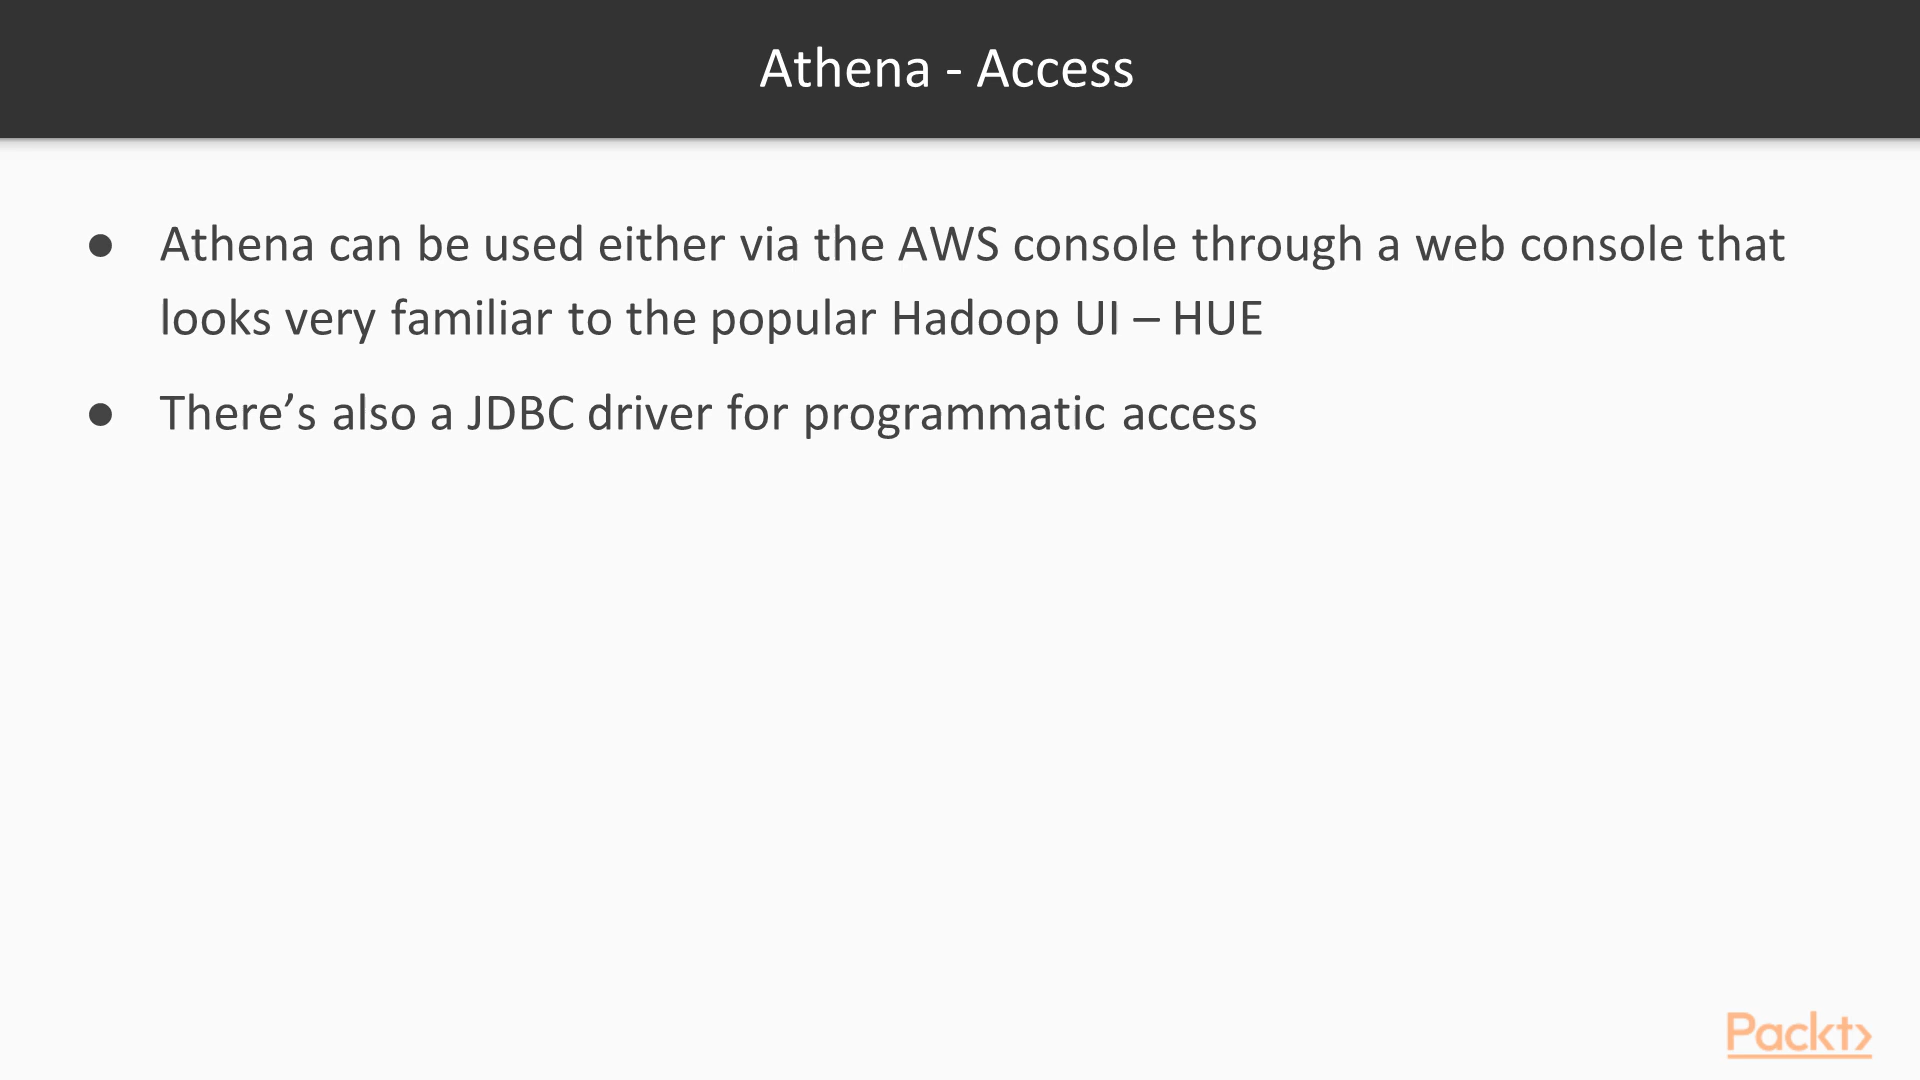 Athena - Access
● Athena can be used either via the AWS console through a web console that
looks very familiar to the popular Hadoop UI – HUE
● There’s also a JDBC driver for programmatic access
Packt>